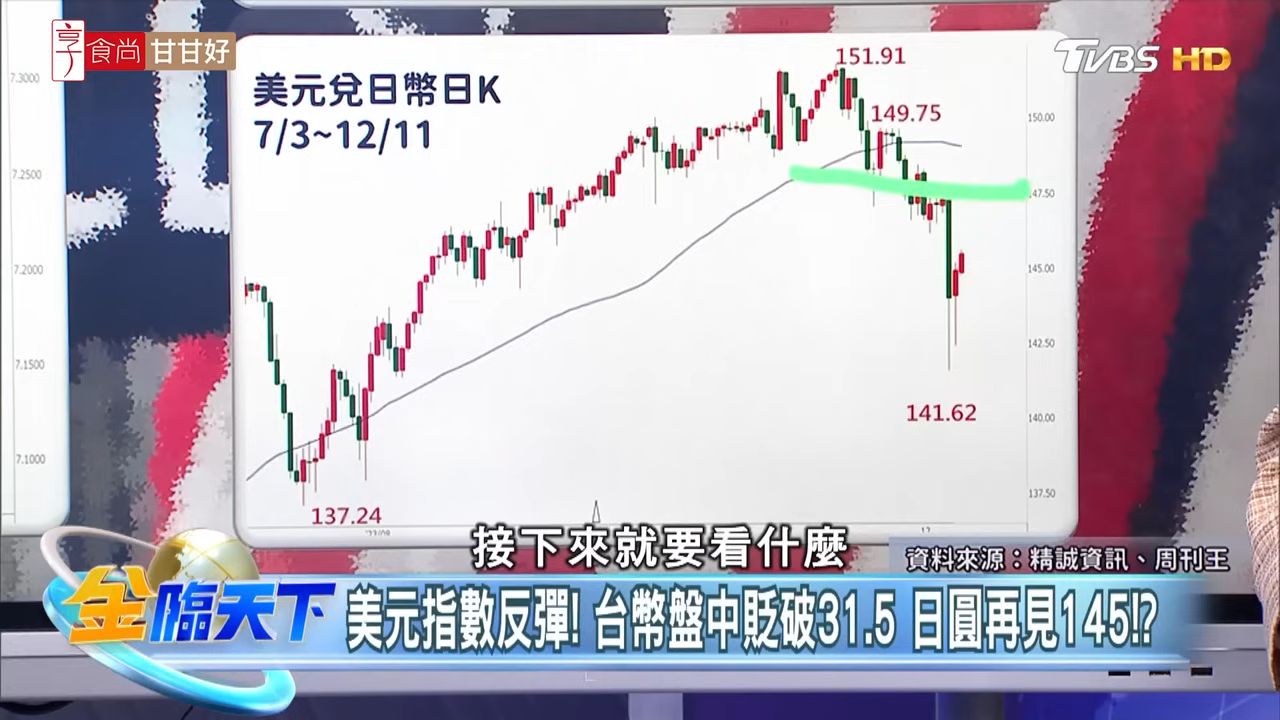 享 食尚 甘甘好
TVBS HD
美元兌日幣日K
7/3~12/11
7.3000
7.2500
7.2000
7.1500
7.1000
151.91
149.75
141.62
137.24
150.00
147.50
145.00
142.50
140.00
137.50
12
接下來就要看什麼
資料來源：精誠資訊、周刊王
金臨天下
美元指數反彈! 台幣盤中貶破31.5 日圓再見145!?